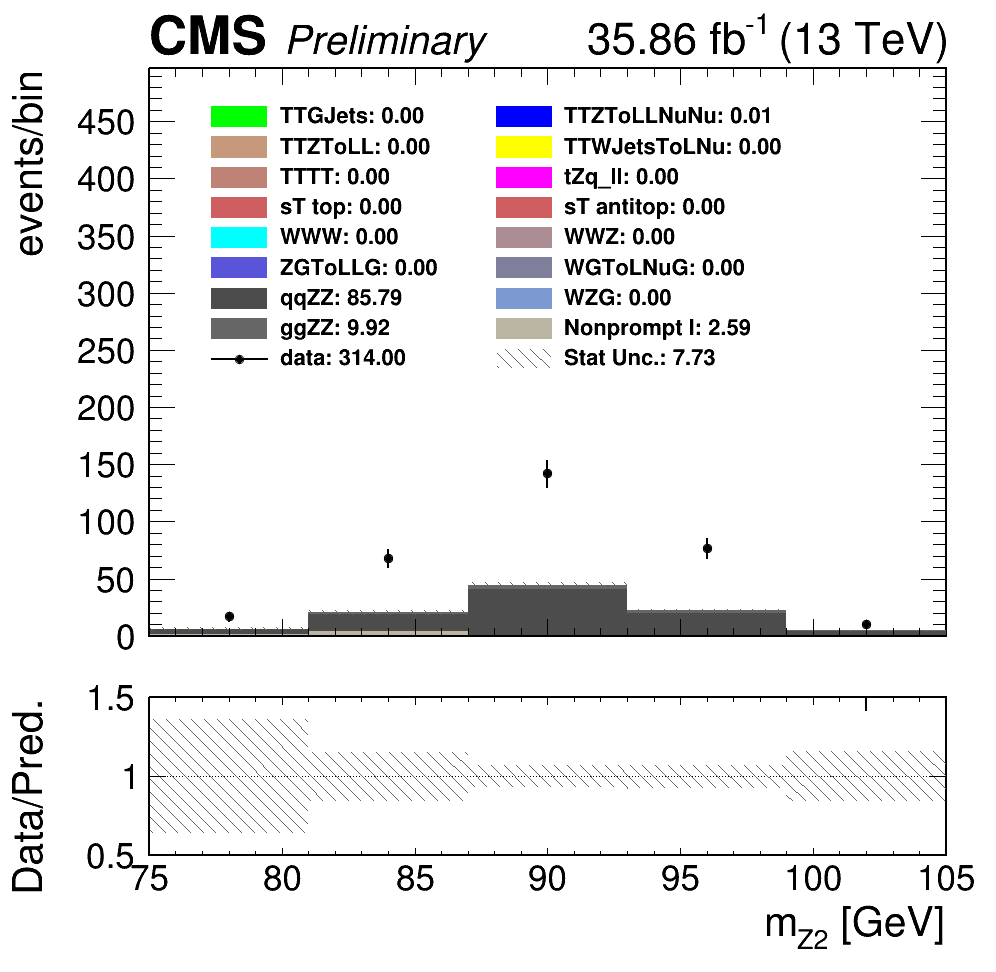 CMS Preliminary 35.86 fb-1 (13 TeV)
events/bin
450
400
350
300
250
200
150
100
50
0
TTGJets: 0.00 TTZToLLNuNu: 0.01
TTZToLL: 0.00 TTWJetsToLNu: 0.00
TTTT: 0.00 tZq_ll: 0.00
sT top: 0.00 sT antitop: 0.00
WWW: 0.00 WWZ: 0.00
ZGToLLG: 0.00 WGToLNuG: 0.00
qqZZ: 85.79 WZG: 0.00
ggZZ: 9.92 Nonprompt l: 2.59
data: 314.00 Stat Unc.: 7.73
Data/Pred.
1.5
1
0.5
75 80 85 90 95 100 105
mZ2 [GeV]